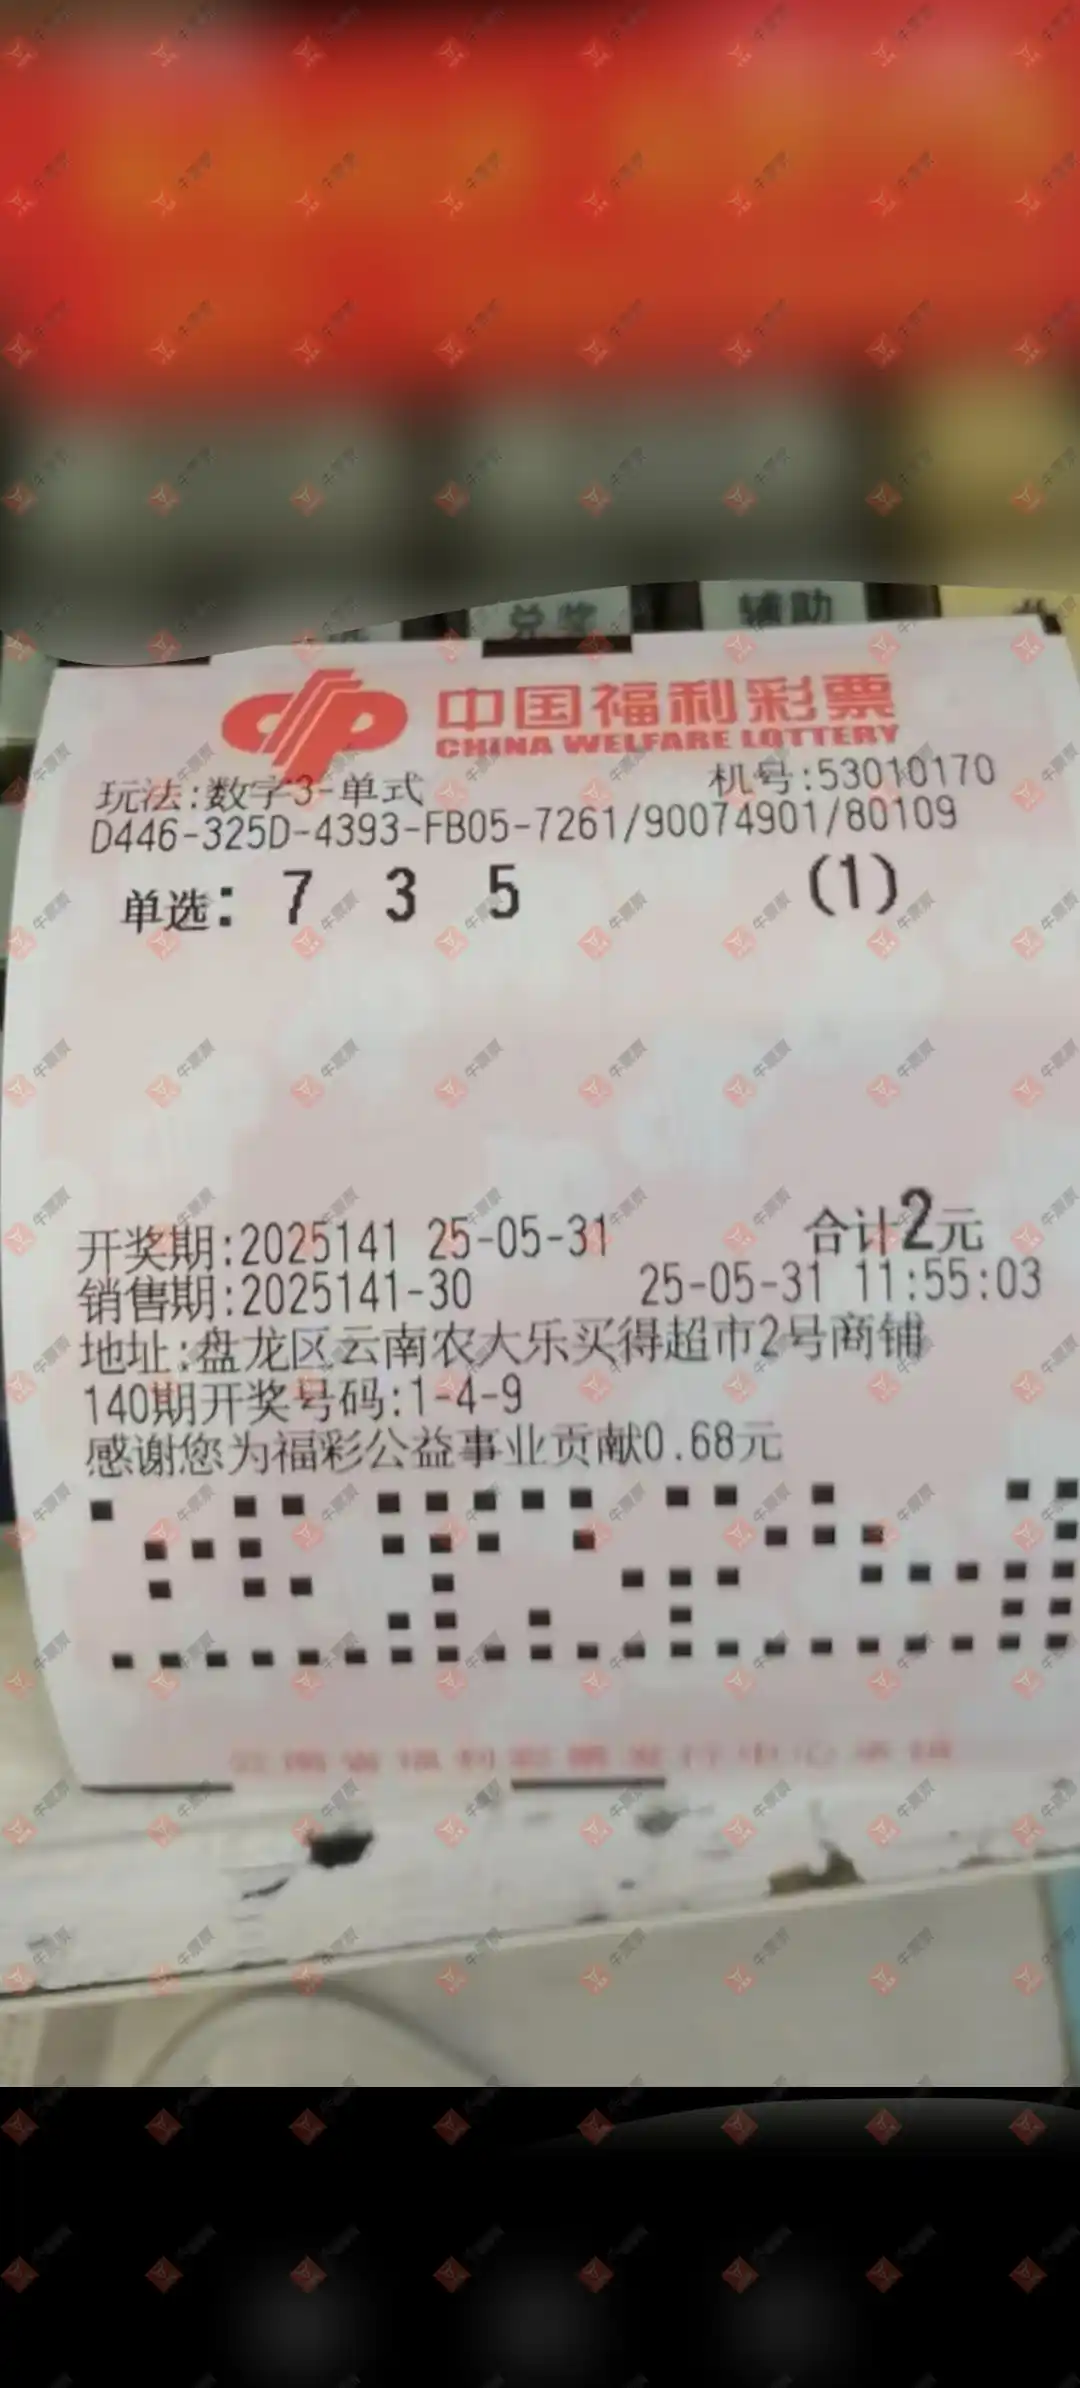 兑奖 辅助
中国福利彩票
CHINA WELFARE LOTTERY
玩法:数字3-单式 机号:53010170
D446-325D-4393-FB05-7261/90074901/80109
单选: 7 3 5 (1)
开奖期:2025141 25-05-31 合计2元
销售期:2025141-30 25-05-31 11:55:03
地址:盘龙区云南农大乐买得超市2号商铺
140期开奖号码:1-4-9
感谢您为福彩公益事业贡献0.68元